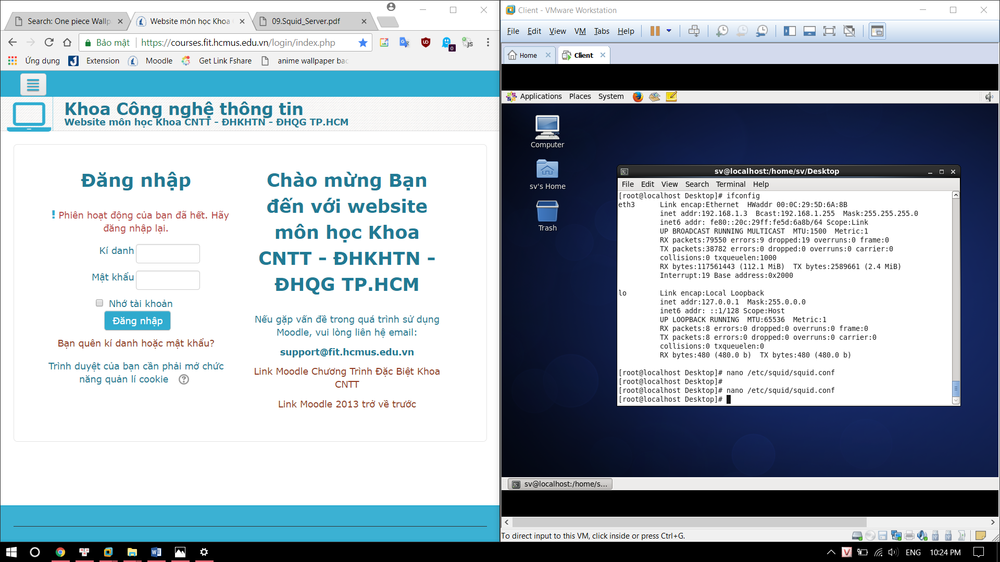 Search: One piece Wallp
Website môn học Khoa
09.Squid_Server.pdf
Bảo mật
https://courses.fit.hcmus.edu.vn/login/index.php
0
Ứng dụng
Extension
Moodle
Get Link Fshare
anime wallpaper bac
Khoa Công nghệ thông tin
Website môn học Khoa CNTT - ĐHKHTN - ĐHQG TP.HCM
Đăng nhập
! Phiên hoạt động của bạn đã hết. Hãy
đăng nhập lại.
Kí danh
Mật khẩu
Nhớ tài khoản
Đăng nhập
Bạn quên kí danh hoặc mật khẩu?
Trình duyệt của bạn cần phải mở chức
năng quản lí cookie
Chào mừng Bạn
đến với website
môn học Khoa
CNTT - ĐHKHTN -
ĐHQG TP.HCM
Nếu gặp vấn đề trong quá trình sử dụng
Moodle, vui lòng liên hệ email:
support@fit.hcmus.edu.vn
Link Moodle Chương Trình Đặc Biệt Khoa
CNTT
Link Moodle 2013 trở về trước
Client - VMware Workstation
File Edit View VM Tabs Help
Home
Client
Applications Places System
Computer
sv's Home
Trash
sv@localhost:/home/sv/Desktop
File Edit View Search Terminal Help
[root@localhost Desktop]# ifconfig
eth3 Link encap:Ethernet HWaddr 00:0C:29:5D:6A:8B
inet addr:192.168.1.3 Bcast:192.168.1.255 Mask:255.255.255.0
inet6 addr: fe80::20c:29ff:fe5d:6a8b/64 Scope:Link
UP BROADCAST RUNNING MULTICAST MTU:1500 Metric:1
RX packets:79550 errors:9 dropped:19 overruns:0 frame:0
TX packets:38782 errors:0 dropped:0 overruns:0 carrier:0
collisions:0 txqueuelen:1000
RX bytes:117561443 (112.1 MiB) TX bytes:2589661 (2.4 MiB)
Interrupt:19 Base address:0x2000
lo Link encap:Local Loopback
inet addr:127.0.0.1 Mask:255.0.0.0
inet6 addr: ::1/128 Scope:Host
UP LOOPBACK RUNNING MTU:65536 Metric:1
RX packets:8 errors:0 dropped:0 overruns:0 frame:0
TX packets:8 errors:0 dropped:0 overruns:0 carrier:0
collisions:0 txqueuelen:0
RX bytes:480 (480.0 b) TX bytes:480 (480.0 b)
[root@localhost Desktop]# nano /etc/squid/squid.conf
[root@localhost Desktop]#
[root@localhost Desktop]# nano /etc/squid/squid.conf
[root@localhost Desktop]#
sv@localhost:/home/s...
To direct input to this VM, click inside or press Ctrl+G.
ENG
10:24 PM